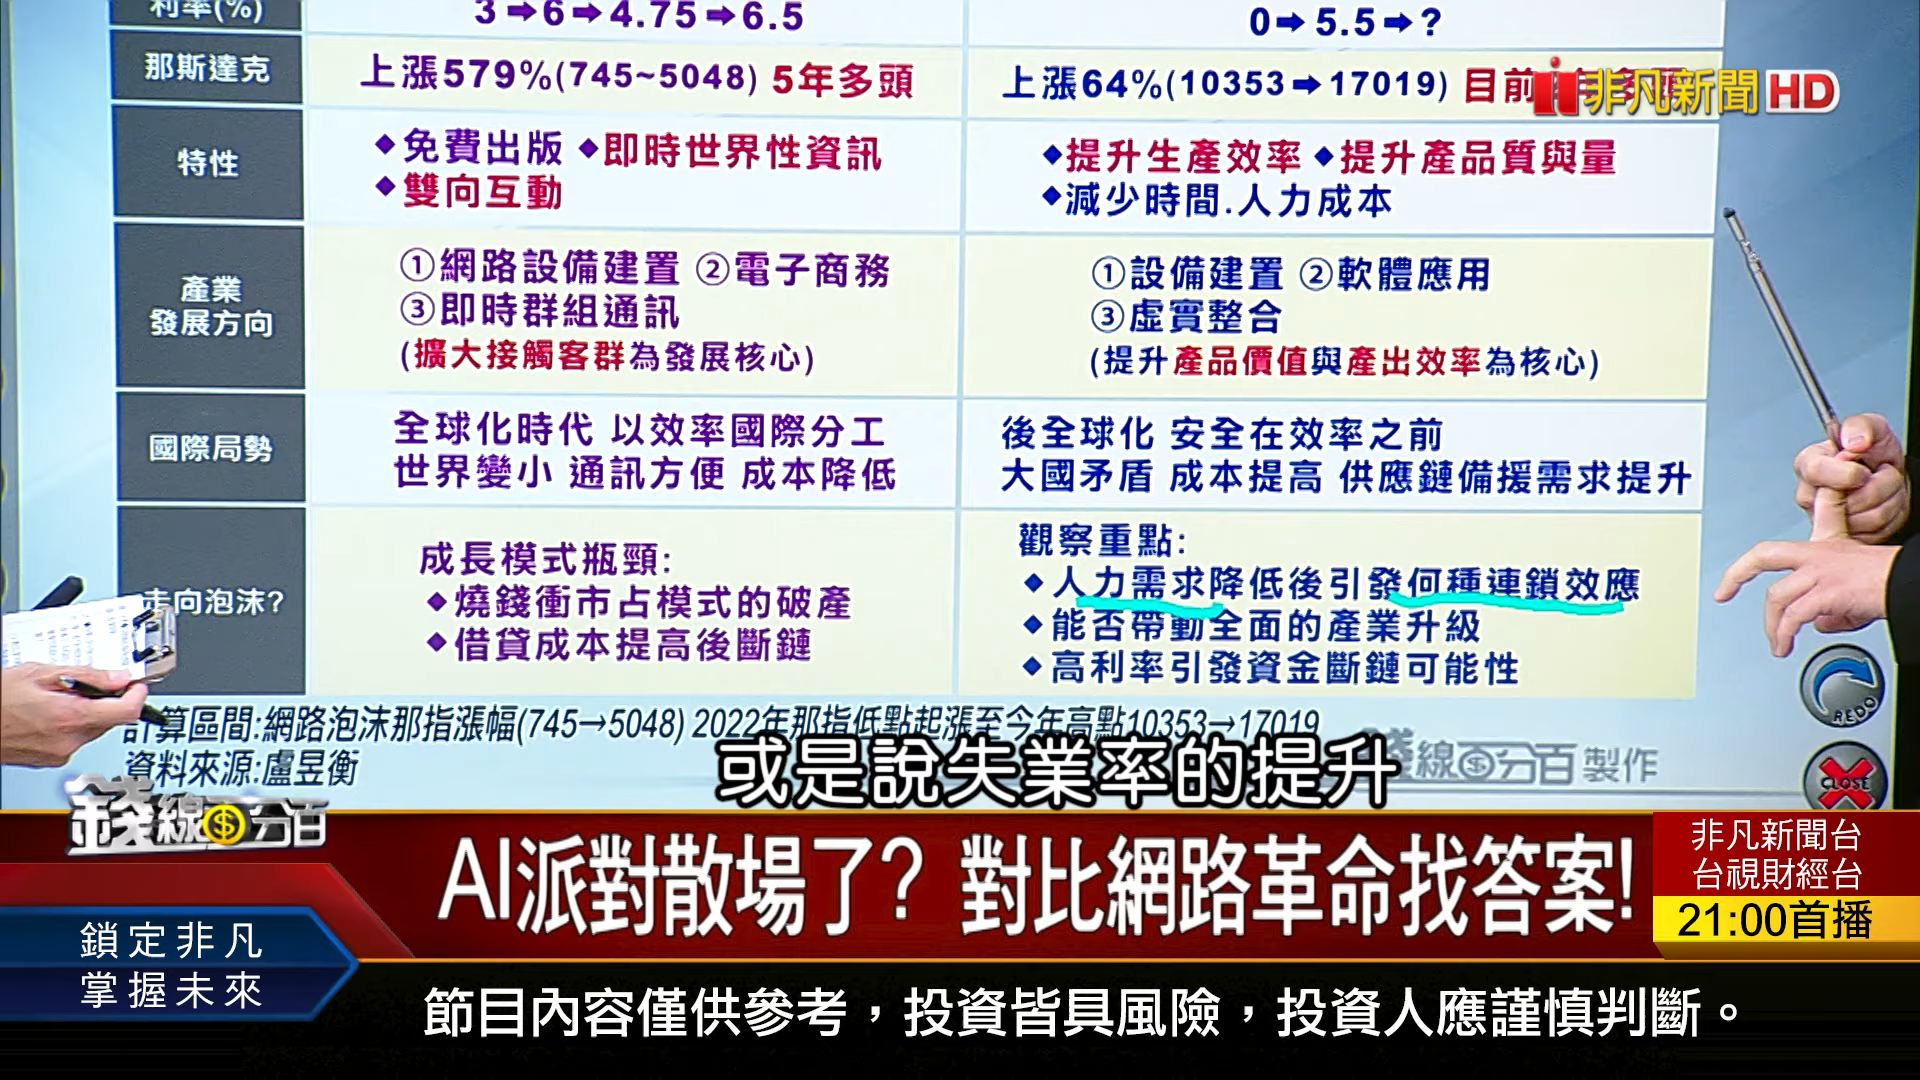 利率(%)
3➡6➡4.75➡6.5
0➡5.5➡?
那斯達克
上漲579%(745~5048) 5年多頭
上漲64%(10353➡17019) 目前
非凡新聞 HD
特性
◆免費出版 ◆即時世界性資訊
◆雙向互動
◆提升生產效率 ◆提升產品質與量
◆減少時間.人力成本
產業
發展方向
①網路設備建置 ②電子商務
③即時群組通訊
(擴大接觸客群為發展核心)
①設備建置 ②軟體應用
③虛實整合
(提升產品價值與產出效率為核心)
國際局勢
全球化時代 以效率國際分工
世界變小 通訊方便 成本降低
後全球化 安全在效率之前
大國矛盾 成本提高 供應鏈備援需求提升
走向泡沫?
成長模式瓶頸:
◆燒錢衝市占模式的破產
◆借貸成本提高後斷鏈
觀察重點:
◆人力需求降低後引發何種連鎖效應
◆能否帶動全面的產業升級
◆高利率引發資金斷鏈可能性
REDO
CLOSE
計算區間:網路泡沫那指漲幅(745→5048) 2022年那指低點起漲至今年高點10353→17019
資料來源:盧昱衡
錢線百分百 製作
或是說失業率的提升
錢線百分百
AI派對散場了? 對比網路革命找答案!
非凡新聞台
台視財經台
21:00首播
鎖定非凡
掌握未來
節目內容僅供參考，投資皆具風險，投資人應謹慎判斷。